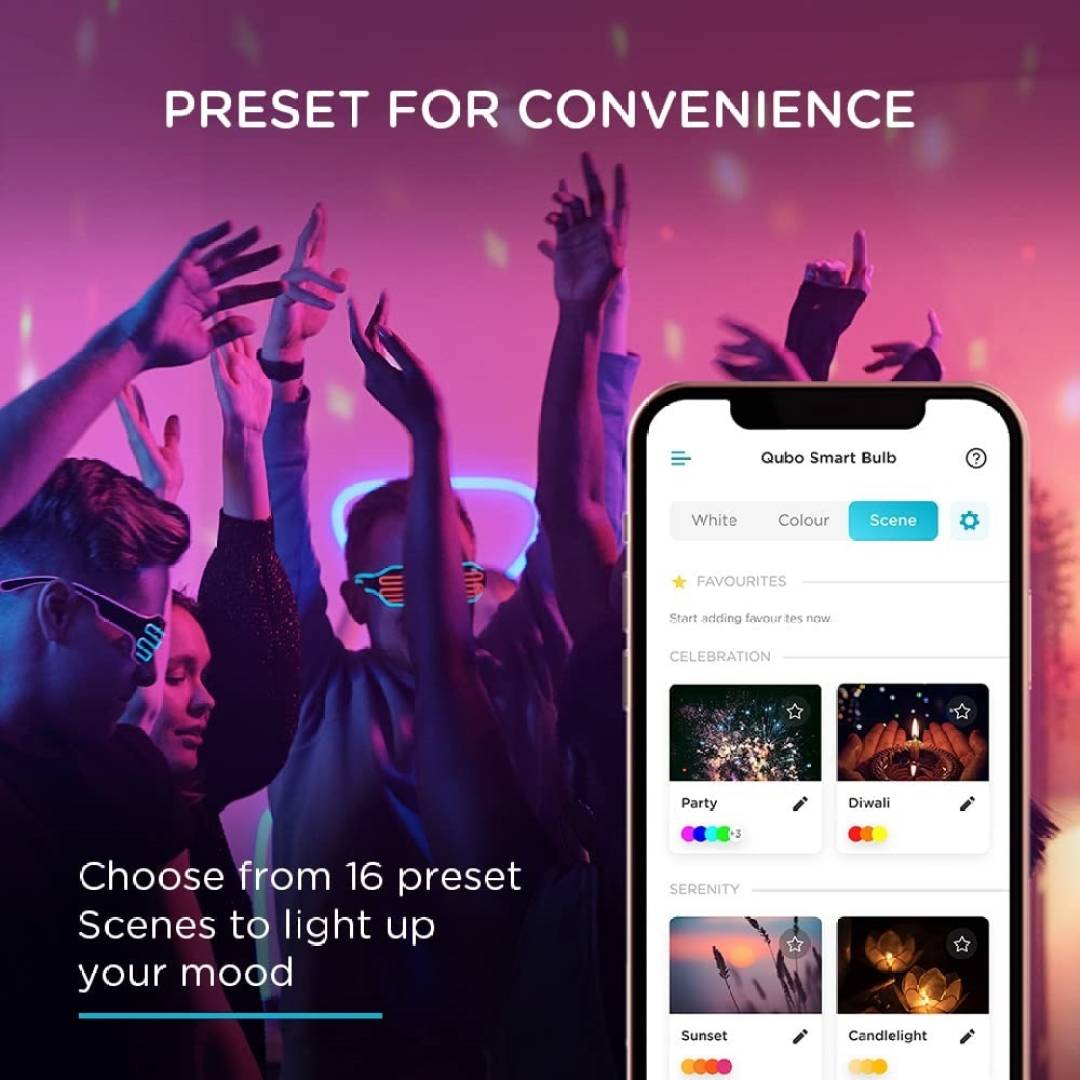 PRESET FOR CONVENIENCE
Qubo Smart Bulb
White Colour Scene
FAVOURITES
Start adding favourites now.
CELEBRATION
Party
Diwali
+3
SERENITY
Sunset
Candlelight
Choose from 16 preset
Scenes to light up
your mood